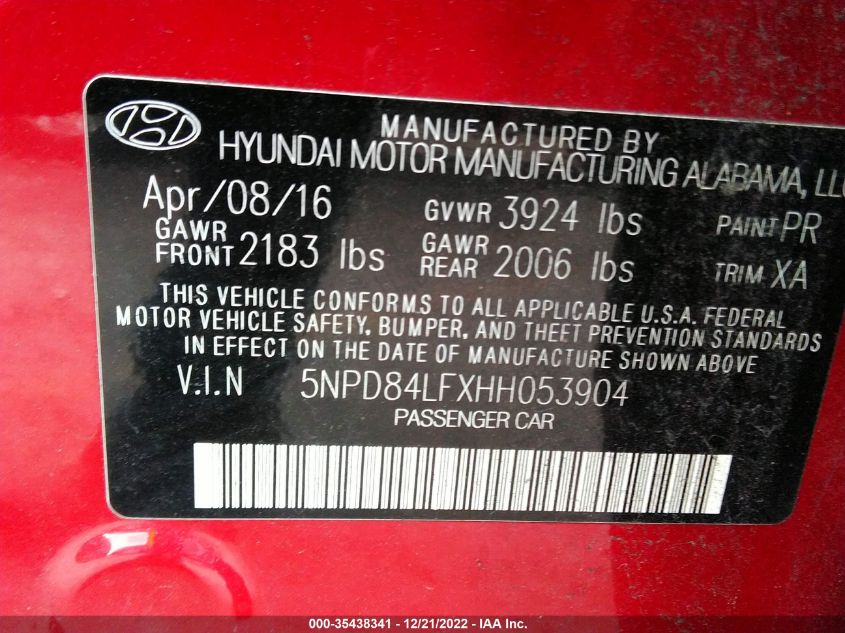 MANUFACTURED BY
HYUNDAI MOTOR MANUFACTURING ALABAMA, LLC
Apr/08/16 GVWR 3924 lbs PAINT PR
GAWR FRONT 2183 lbs GAWR REAR 2006 lbs TRIM XA
THIS VEHICLE CONFORMS TO ALL APPLICABLE U.S.A. FEDERAL
MOTOR VEHICLE SAFETY, BUMPER, AND THEFT PREVENTION STANDARDS
IN EFFECT ON THE DATE OF MANUFACTURE SHOWN ABOVE
V.I.N 5NPD84LFXHH053904
PASSENGER CAR
000-35438341 - 12/21/2022 - IAA Inc.